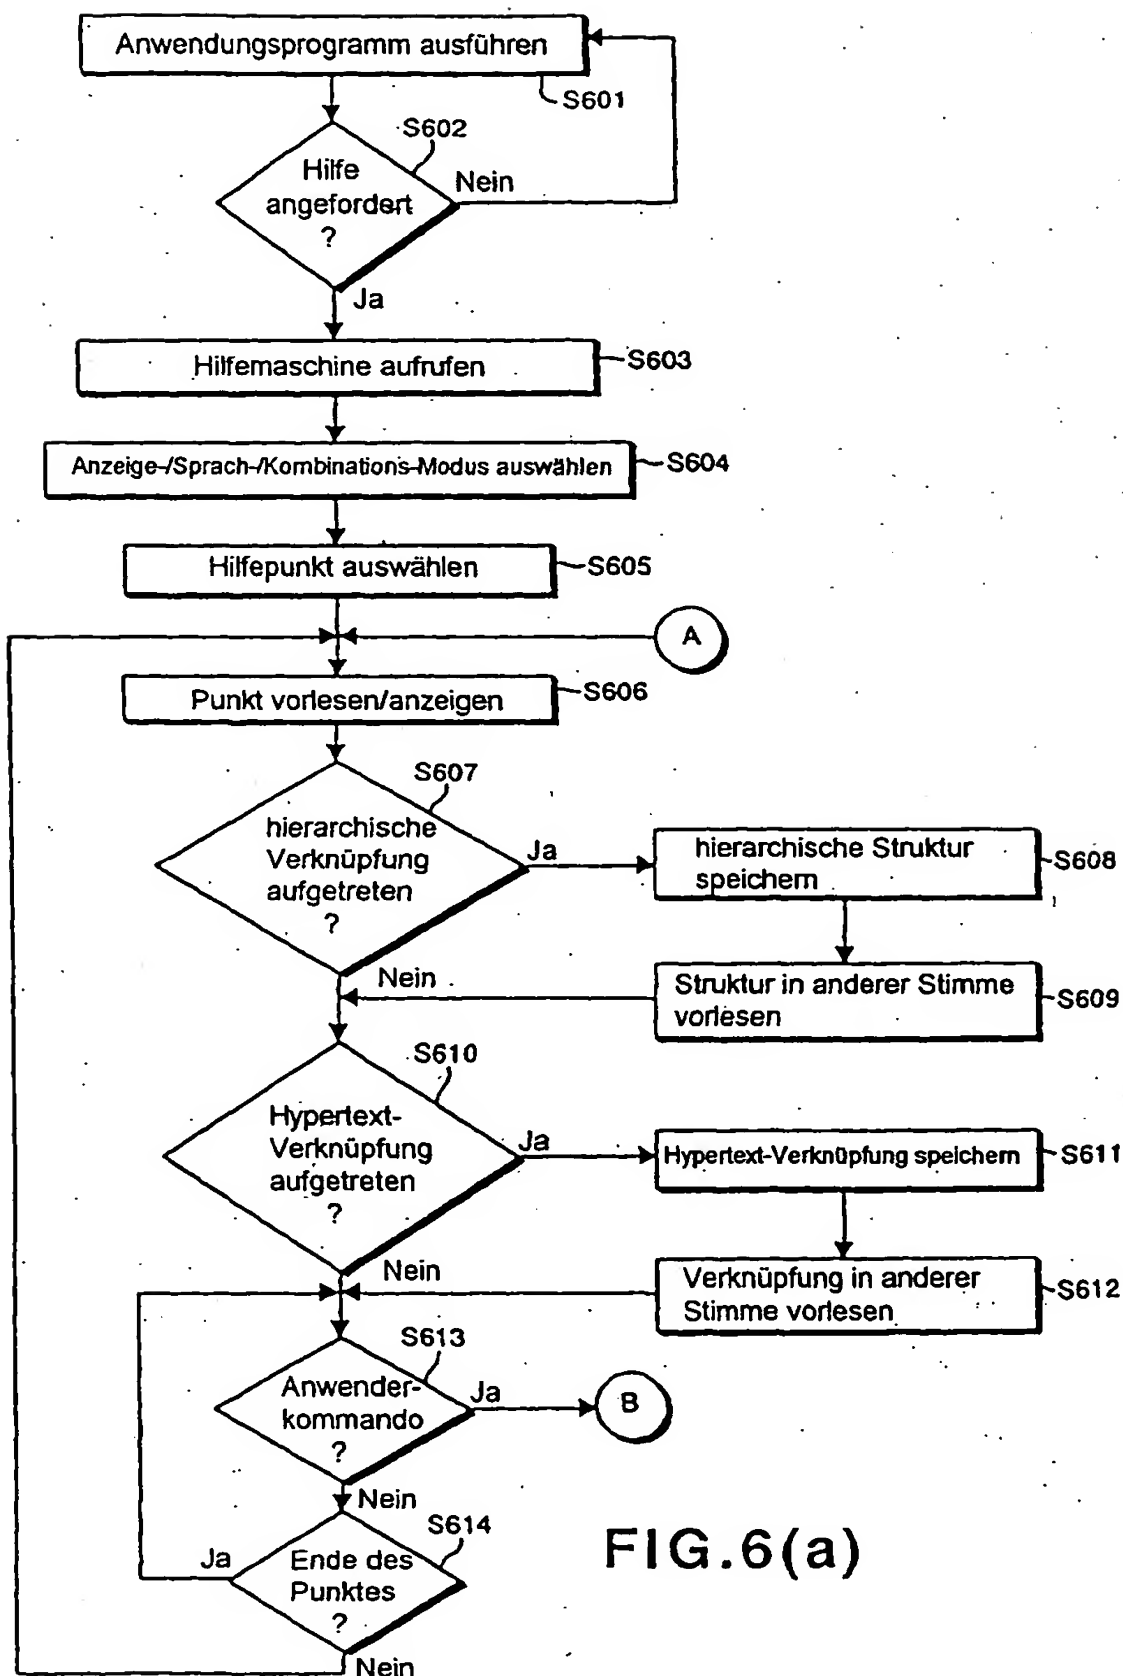 Anwendungsprogramm ausführen
S601
S602
Hilfe
angefordert
?
Nein
Ja
Hilfemaschine aufrufen
S603
Anzeige-/Sprach-/Kombinations-Modus auswählen
S604
Hilfepunkt auswählen
S605
A
Punkt vorlesen/anzeigen
S606
S607
hierarchische
Verknüpfung
aufgetreten
?
Ja
hierarchische Struktur
speichern
S608
Nein
Struktur in anderer Stimme
vorlesen
S609
S610
Hypertext-
Verknüpfung
aufgetreten
?
Ja
Hypertext-Verknüpfung speichern
S611
Nein
Verknüpfung in anderer
Stimme vorlesen
S612
S613
Anwender-
kommando
?
Ja
B
Nein
S614
Ja
Ende des
Punktes
?
Nein
FIG.6(a)